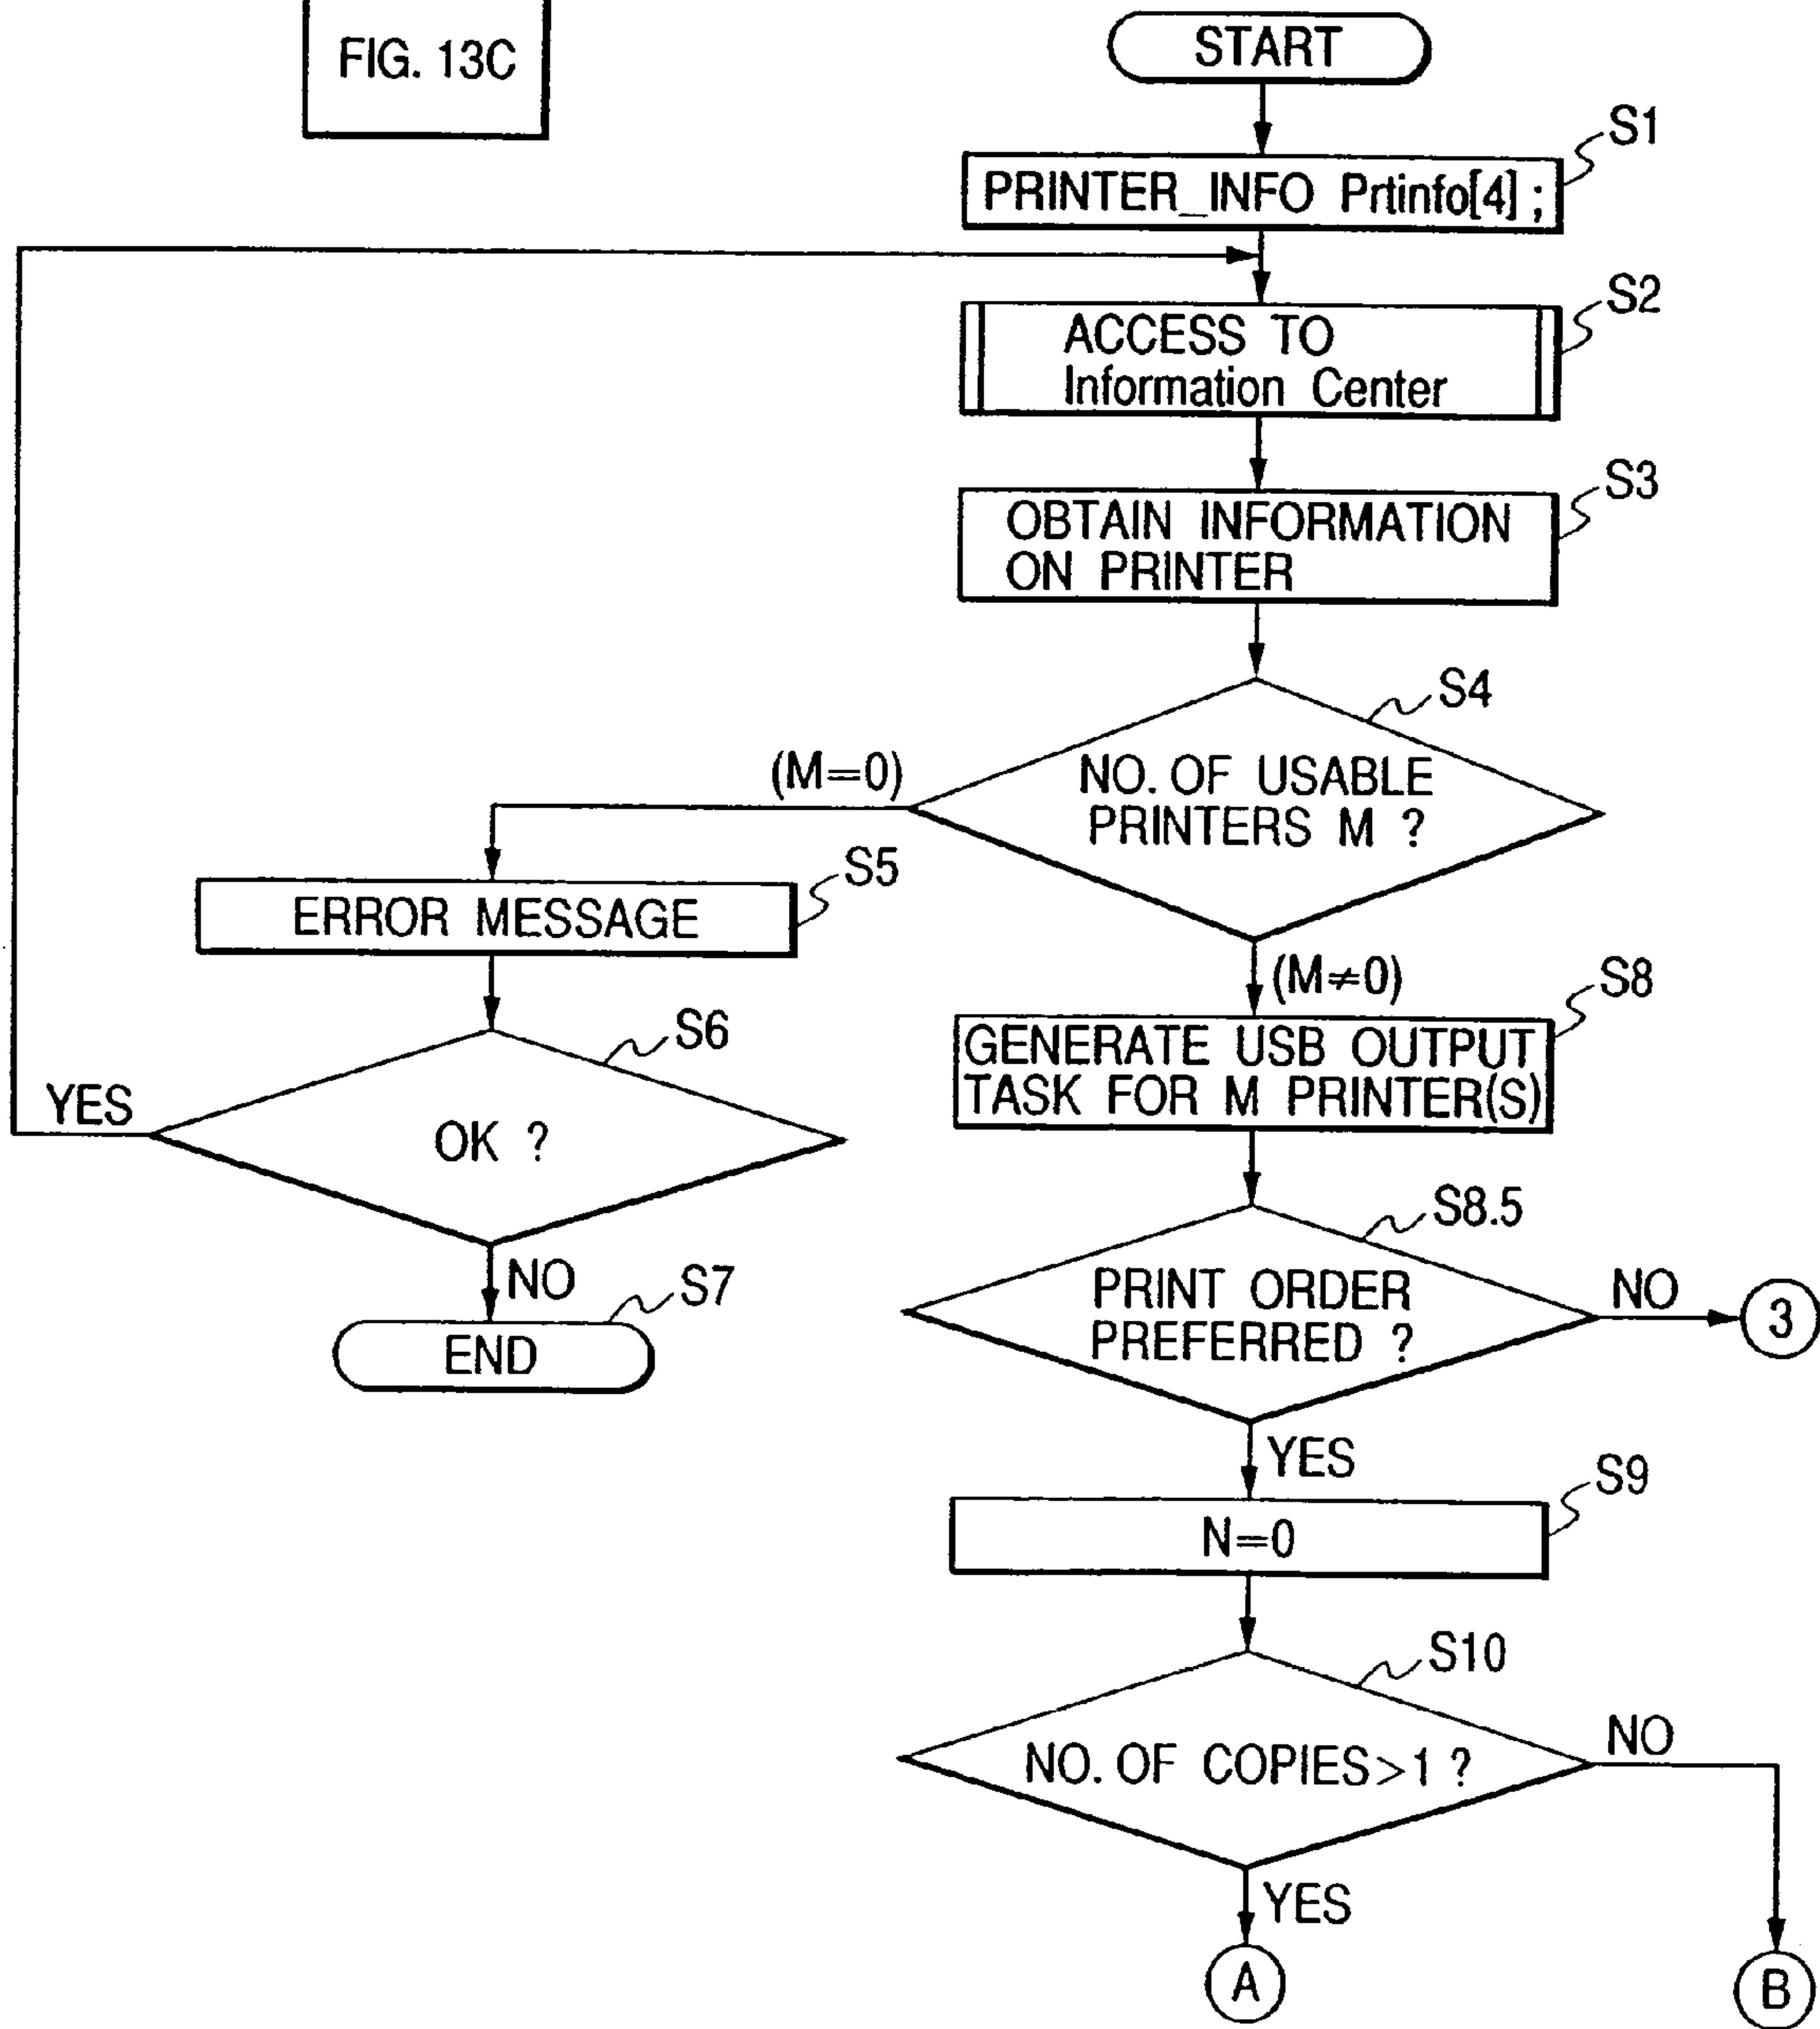 FIG. 13C
START
S1
PRINTER_INFO Prtinfo[4] ;
S2
ACCESS TO
Information Center
S3
OBTAIN INFORMATION
ON PRINTER
S4
(M=0)
NO. OF USABLE
PRINTERS M ?
S5
ERROR MESSAGE
(M≠0)
S8
GENERATE USB OUTPUT
TASK FOR M PRINTER(S)
S6
YES
OK ?
NO
S7
END
S8.5
PRINT ORDER
PREFERRED ?
NO
3
YES
S9
N=0
S10
NO. OF COPIES>1 ?
NO
YES
A
B